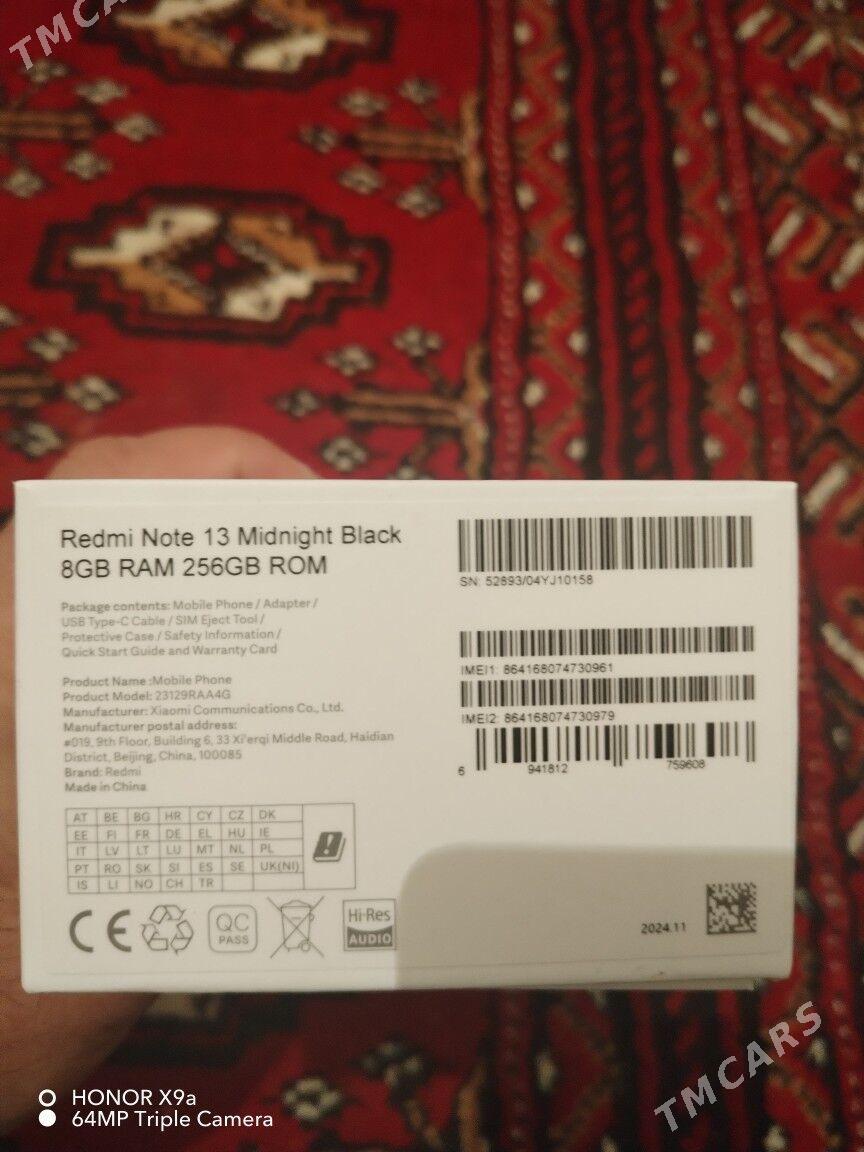 TMCARS
Redmi Note 13 Midnight Black
8GB RAM 256GB ROM
Package contents: Mobile Phone / Adapter /
USB Type-C Cable / SIM Eject Tool /
Protective Case / Safety Information /
Quick Start Guide and Warranty Card
Product Name :Mobile Phone
Product Model: 23129RAA4G
Manufacturer: Xiaomi Communications Co., Ltd.
Manufacturer postal address:
#019, 9th Floor, Building 6, 33 Xi'erqi Middle Road, Haidian
District, Beijing, China, 100085
Brand: Redmi
Made in China
AT BE BG HR CY CZ DK
EE FI FR DE EL HU IE
IT LV LT LU MT NL PL
PT RO SK SI ES SE UK(NI)
IS LI NO CH TR
CE
QC
PASS
Hi-Res
AUDIO
SN: 52893/04YJ10158
IMEI1: 864168074730961
IMEI2: 864168074730979
6 941812 759608
2024.11
TMCARS
HONOR X9a
64MP Triple Camera